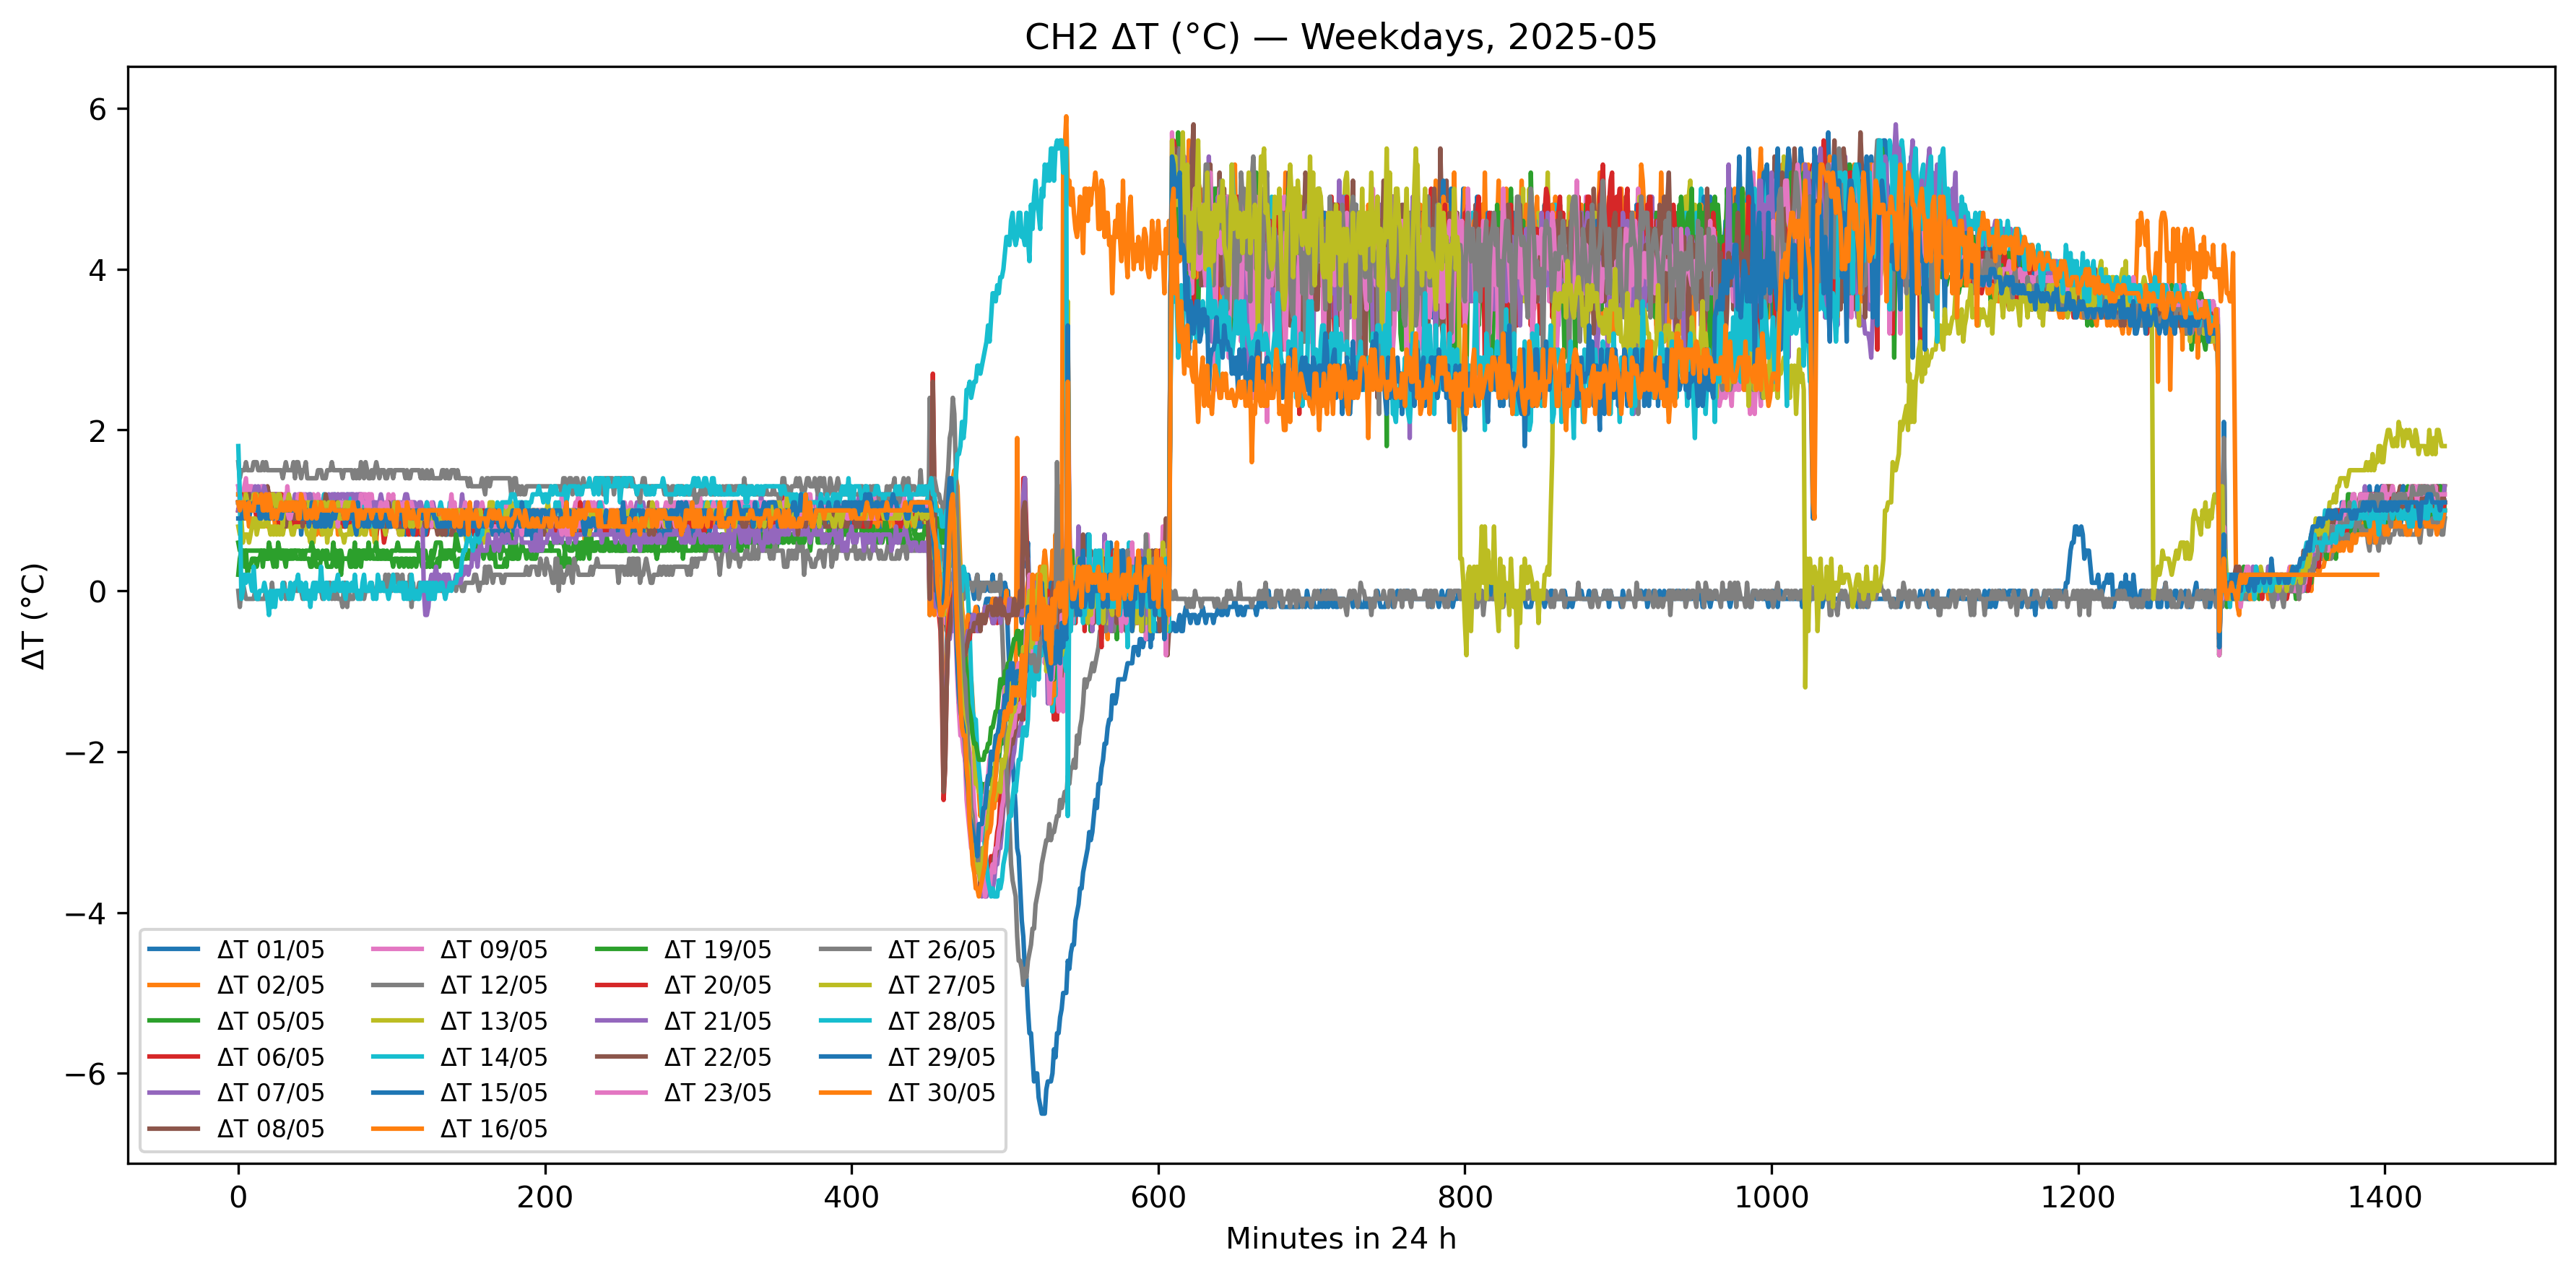 CH2 ΔT (°C) — Weekdays, 2025-05
ΔT (°C)
6
4
2
0
−2
−4
−6
ΔT 01/05
ΔT 02/05
ΔT 05/05
ΔT 06/05
ΔT 07/05
ΔT 08/05
ΔT 09/05
ΔT 12/05
ΔT 13/05
ΔT 14/05
ΔT 15/05
ΔT 16/05
ΔT 19/05
ΔT 20/05
ΔT 21/05
ΔT 22/05
ΔT 23/05
ΔT 26/05
ΔT 27/05
ΔT 28/05
ΔT 29/05
ΔT 30/05
0 200 400 600 800 1000 1200 1400
Minutes in 24 h